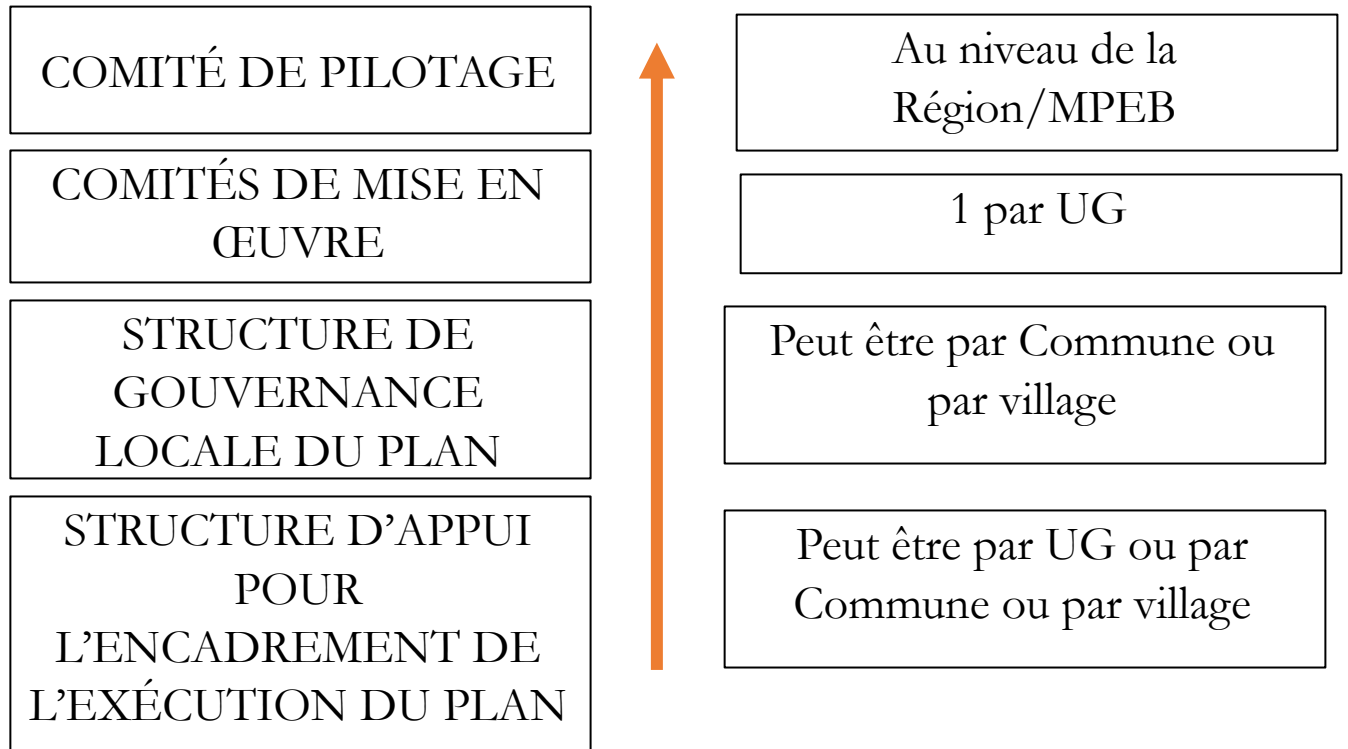 COMITÉ DE PILOTAGE
Au niveau de la
Région/MPEB
COMITÉS DE MISE EN
ŒUVRE
1 par UG
STRUCTURE DE
GOUVERNANCE
LOCALE DU PLAN
Peut être par Commune ou
par village
STRUCTURE D’APPUI
POUR
L’ENCADREMENT DE
L’EXÉCUTION DU PLAN
Peut être par UG ou par
Commune ou par village